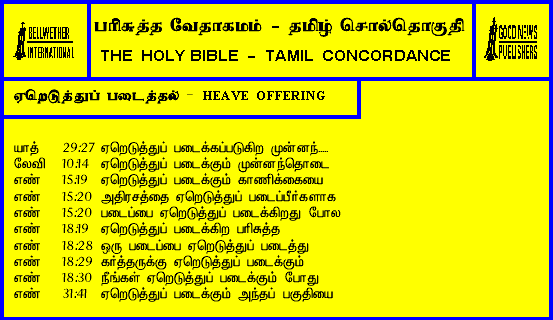 BELLWETHER
INTERNATIONAL
பரிசுத்த வேதாகமம் - தமிழ் சொல்தொகுதி
THE HOLY BIBLE - TAMIL CONCORDANCE
GOOD NEWS
PUBLISHERS
ஏறெடுத்துப் படைத்தல் - HEAVE OFFERING
யாத் 29:27 ஏறெடுத்துப் படைக்கப்படுகிற முன்னந்.....
லேவி 10:14 ஏறெடுத்துப் படைக்கும் முன்னந்தொடை
எண் 15:19 ஏறெடுத்துப் படைக்கும் காணிக்கையை
எண் 15:20 அதிரசத்தை ஏறெடுத்துப் படைப்பீர்களாக
எண் 15:20 படைப்பை ஏறெடுத்துப் படைக்கிறது போல
எண் 18:19 ஏறெடுத்துப் படைக்கிற பரிசுத்த
எண் 18:28 ஒரு படைப்பை ஏறெடுத்துப் படைத்து
எண் 18:29 கர்த்தருக்கு ஏறெடுத்துப் படைக்கும்
எண் 18:30 நீங்கள் ஏறெடுத்துப் படைக்கும் போது
எண் 31:41 ஏறெடுத்துப் படைக்கும் அந்தப் பகுதியை